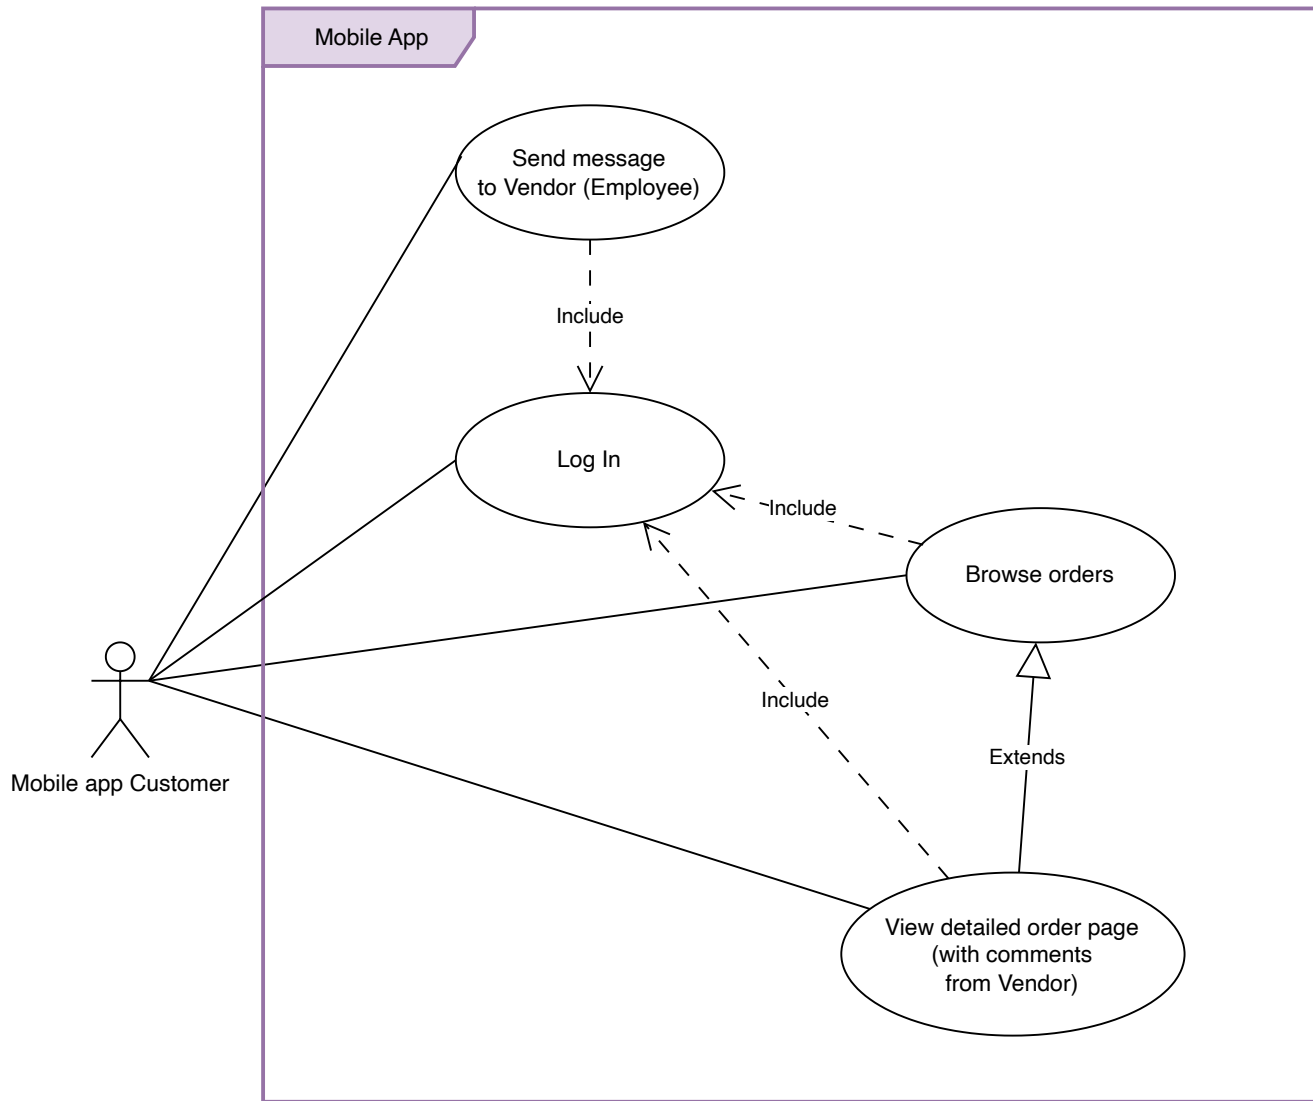 Mobile App
Send message
to Vendor (Employee)
Include
Log In
Include
Browse orders
Include
Extends
Mobile app Customer
View detailed order page
(with comments
from Vendor)